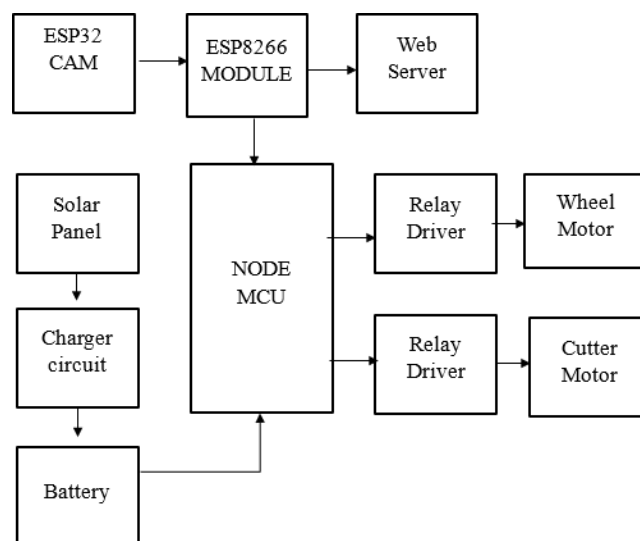 ESP32
CAM
ESP8266
MODULE
Web
Server
Solar
Panel
NODE
MCU
Relay
Driver
Wheel
Motor
Charger
circuit
Relay
Driver
Cutter
Motor
Battery